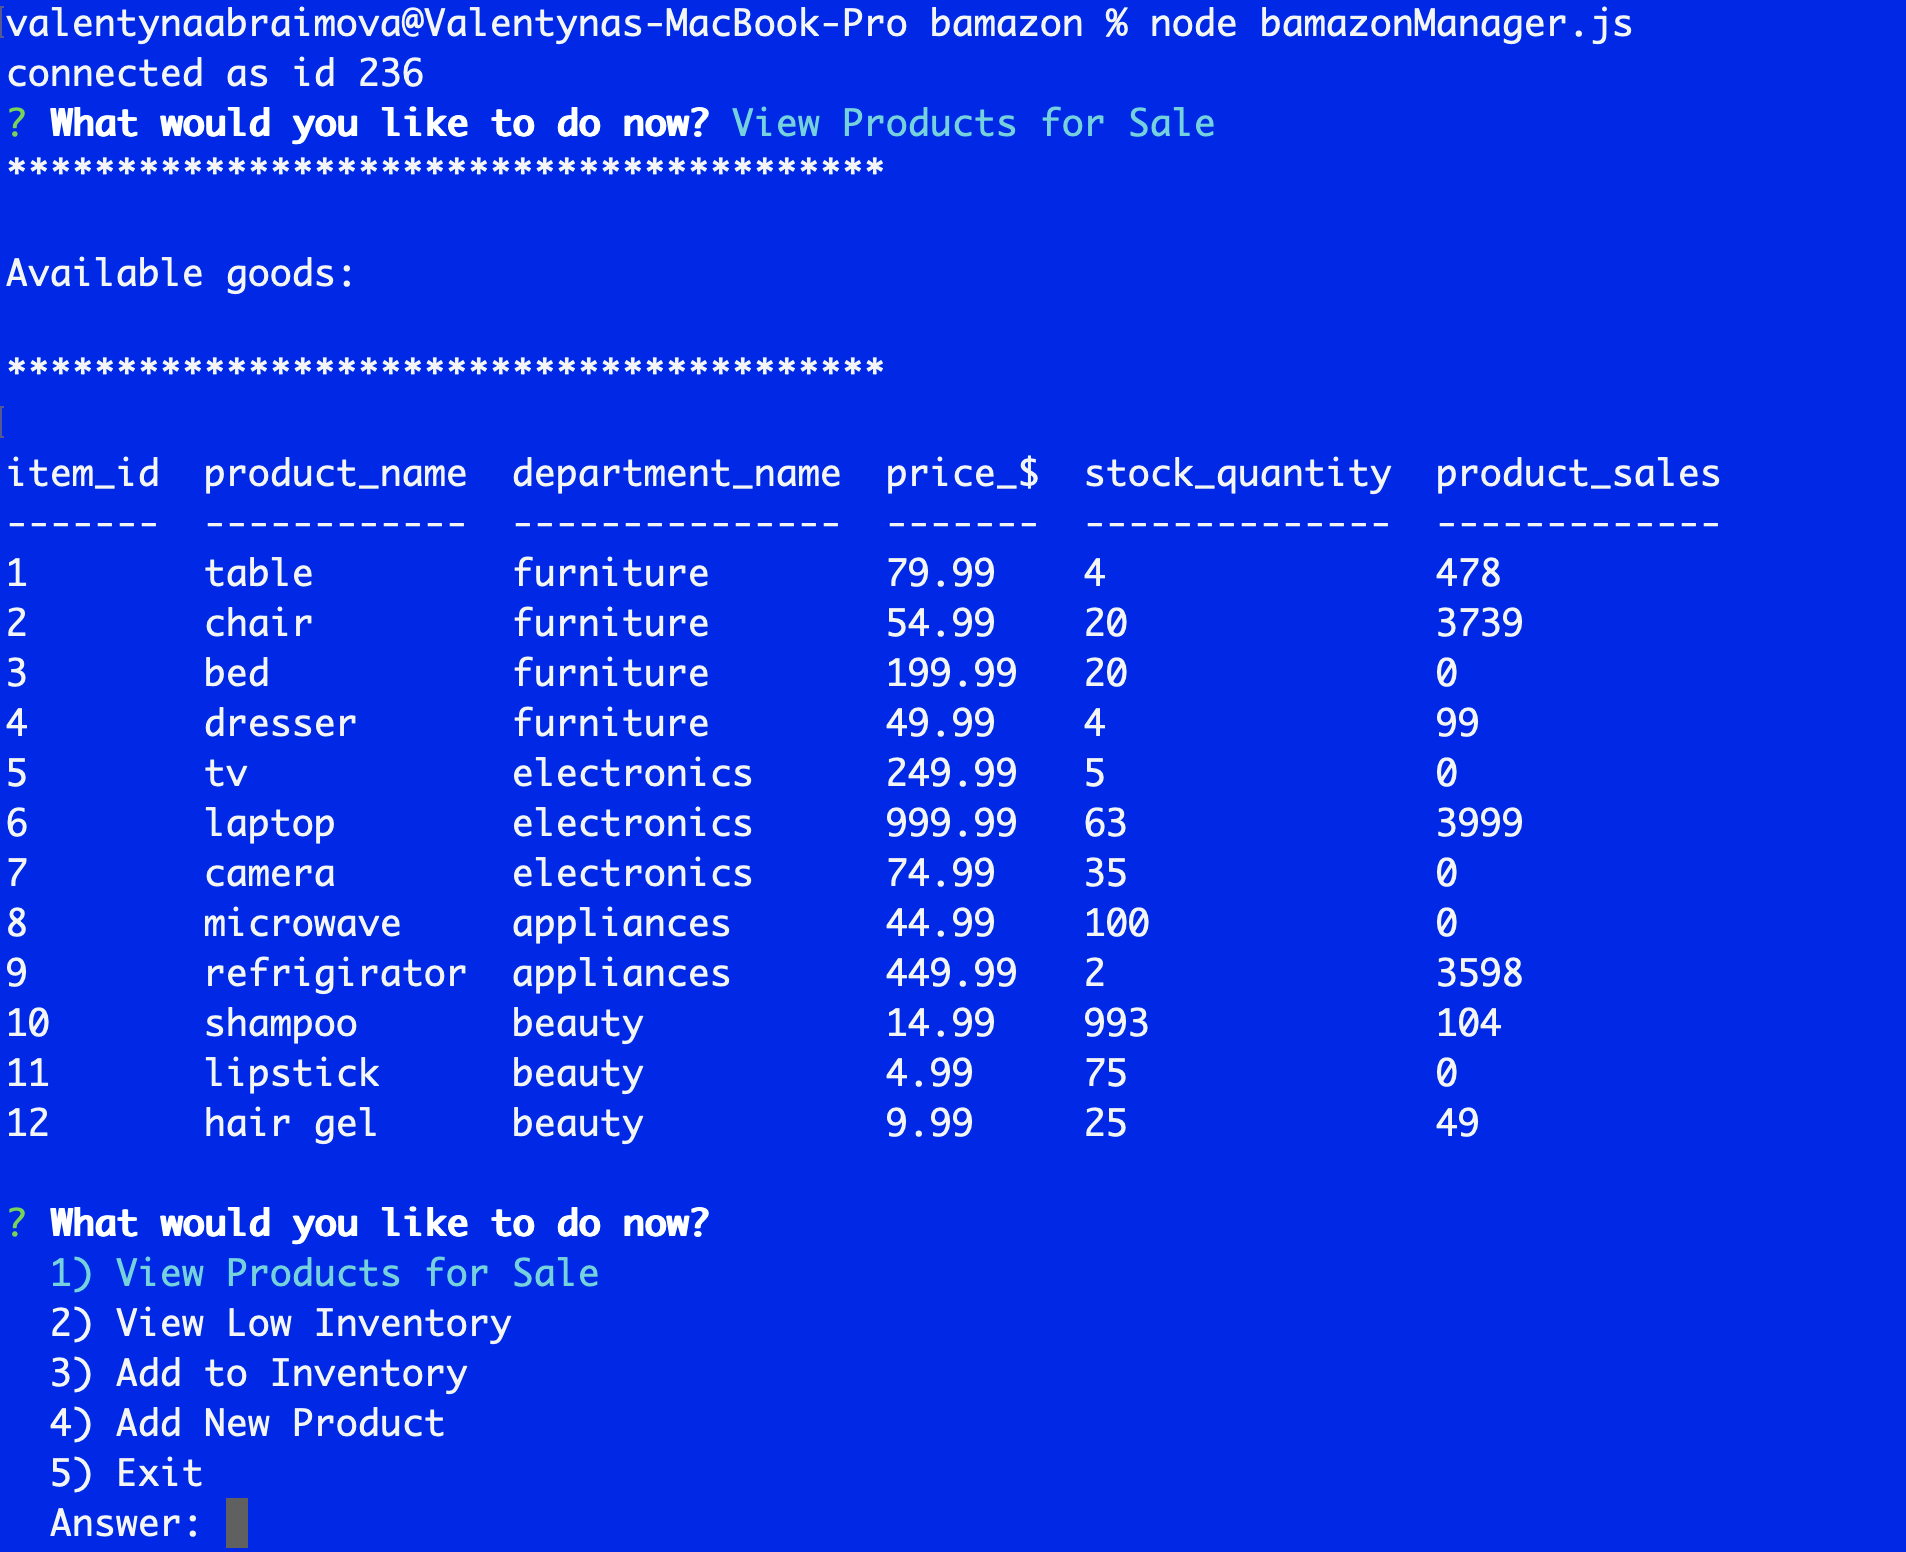 valentynaabraimova@Valentynas-MacBook-Pro bamazon % node bamazonManager.js
connected as id 236
? What would you like to do now? View Products for Sale
****************************************
Available goods:
****************************************
item_id  product_name  department_name  price_$  stock_quantity  product_sales
-------  ------------  ---------------  -------  --------------  -------------
1        table         furniture        79.99    4               478
2        chair         furniture        54.99    20              3739
3        bed           furniture        199.99   20              0
4        dresser       furniture        49.99    4               99
5        tv            electronics      249.99   5               0
6        laptop        electronics      999.99   63              3999
7        camera        electronics      74.99    35              0
8        microwave     appliances       44.99    100             0
9        refrigirator  appliances       449.99   2               3598
10       shampoo       beauty           14.99    993             104
11       lipstick      beauty           4.99     75              0
12       hair gel      beauty           9.99     25              49
? What would you like to do now?
  1) View Products for Sale
  2) View Low Inventory
  3) Add to Inventory
  4) Add New Product
  5) Exit
  Answer: